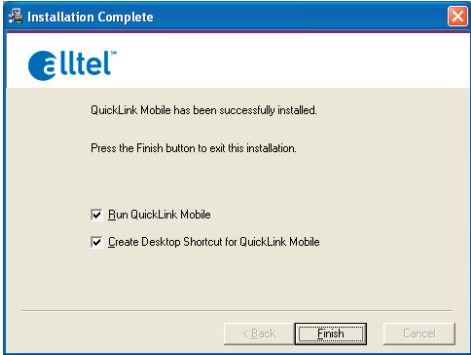 Installation Complete
alltel™
QuickLink Mobile has been successfully installed.
Press the Finish button to exit this installation.
Run QuickLink Mobile
Create Desktop Shortcut for QuickLink Mobile
< Back Finish Cancel